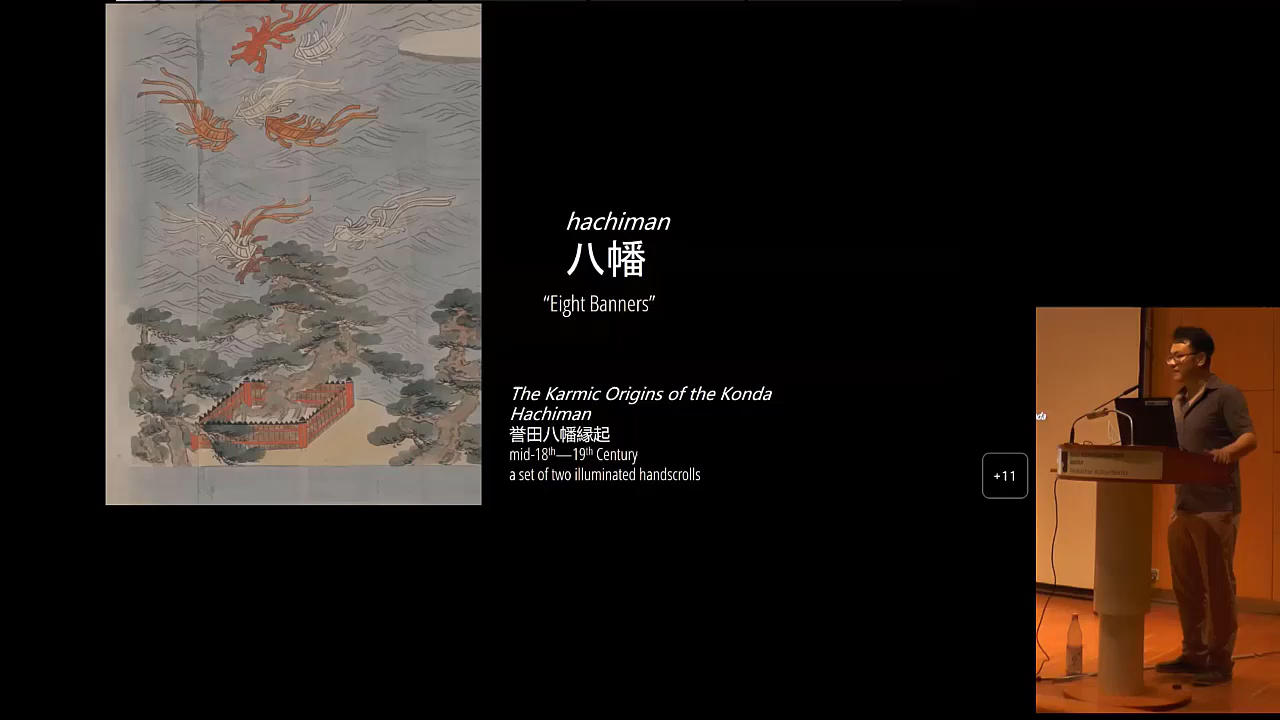 hachiman
八幡
“Eight Banners”
The Karmic Origins of the Konda
Hachiman
誉田八幡縁起
mid-18th—19th Century
a set of two illuminated handscrolls
+11